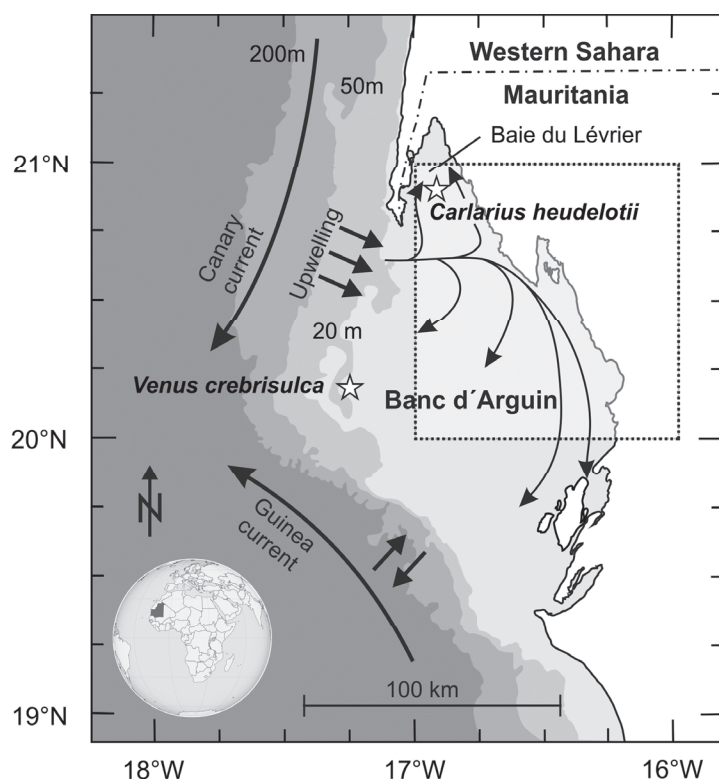 200m
50m
Western Sahara
Mauritania
Baie du Lévrier
21°N
Carlarius heudelotii
Canary
current
Upwelling
20 m
Venus crebrisulca
Banc d´Arguin
20°N
N
Guinea
current
100 km
19°N
18°W
17°W
16°W